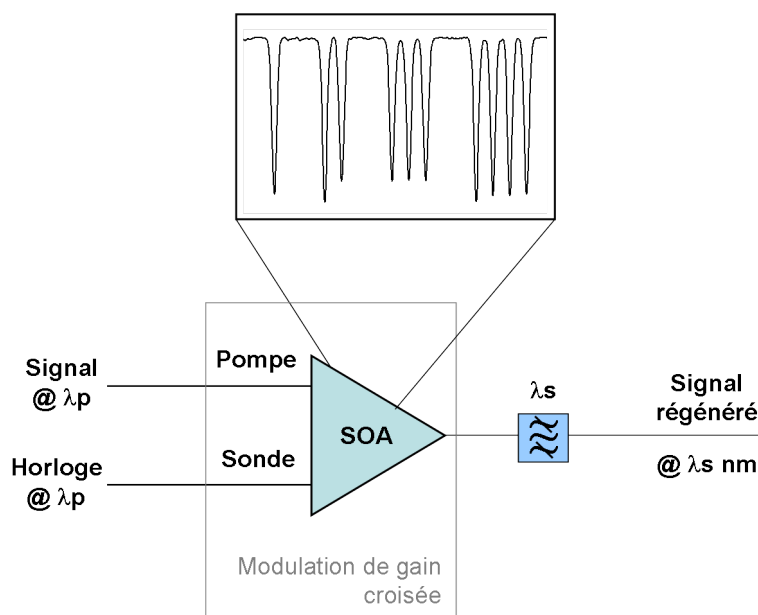 Signal
@ λp
Pompe
Horloge
@ λp
Sonde
SOA
λs
Signal
régénéré
@ λs nm
Modulation de gain
croisée